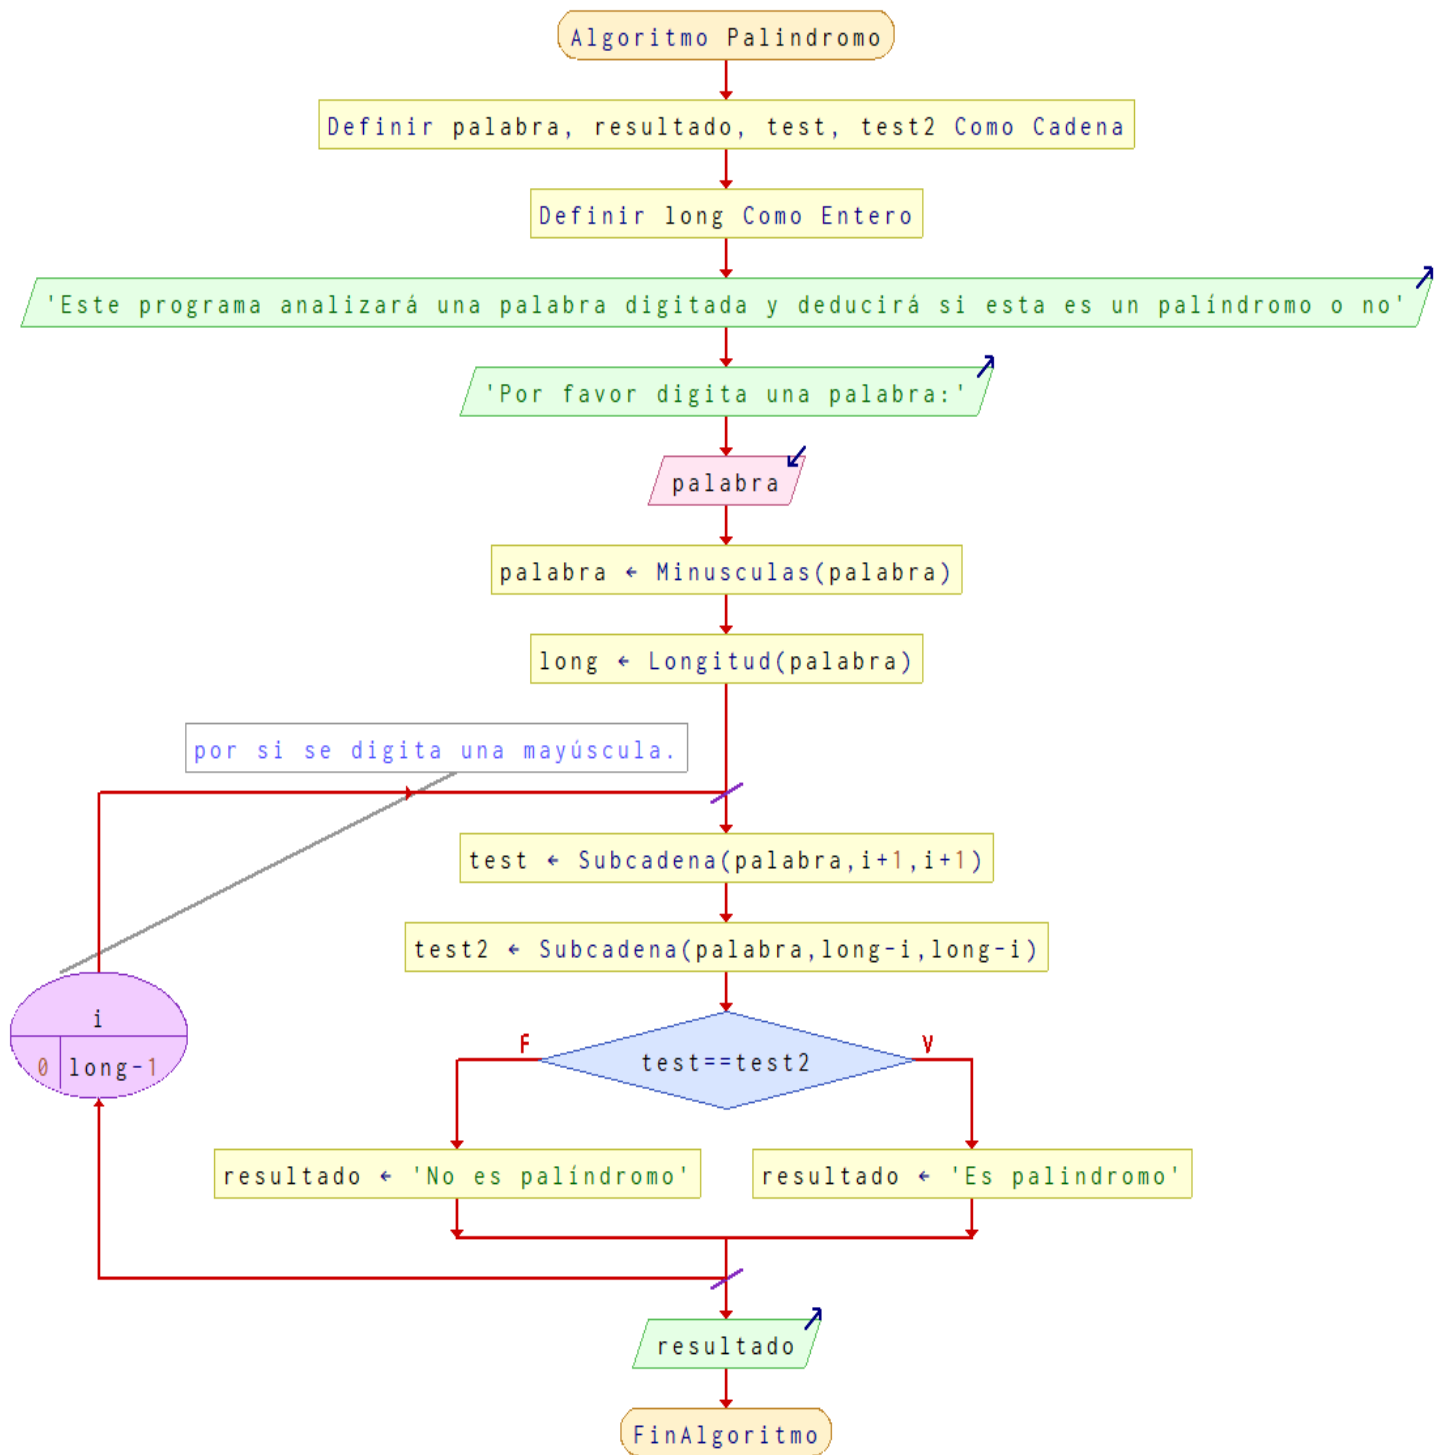 Algoritmo Palindromo
Definir palabra, resultado, test, test2 Como Cadena
Definir long Como Entero
'Este programa analizará una palabra digitada y deducirá si esta es un palíndromo o no'
'Por favor digita una palabra:'
palabra
palabra ← Minusculas(palabra)
long ← Longitud(palabra)
por si se digita una mayúscula.
test ← Subcadena(palabra,i+1,i+1)
test2 ← Subcadena(palabra,long-i,long-i)
i
0 long-1
F
test==test2
V
resultado ← 'No es palíndromo'
resultado ← 'Es palindromo'
resultado
FinAlgoritmo